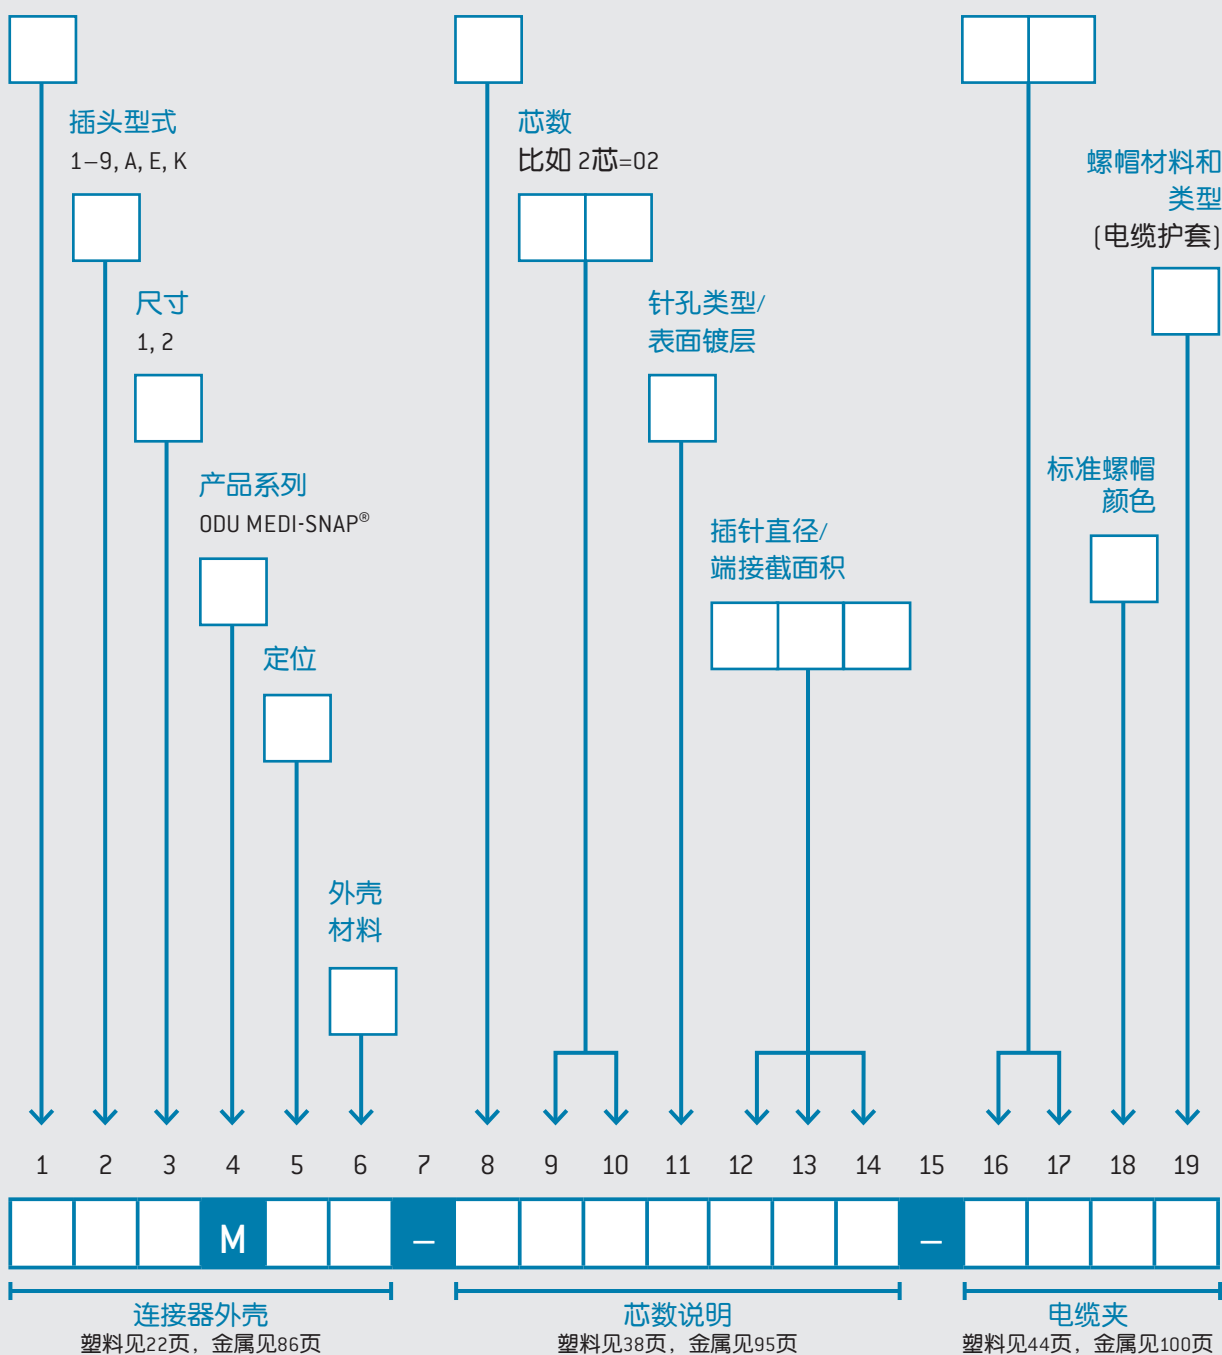 插头型式
1–9, A, E, K
尺寸
1, 2
产品系列
ODU MEDI-SNAP®
定位
外壳
材料
芯数
比如 2芯=02
针孔类型/
表面镀层
插针直径/
端接截面积
螺帽材料和
类型
(电缆护套)
标准螺帽
颜色
1 2 3 4 5 6 7 8 9 10 11 12 13 14 15 16 17 18 19
M – –
连接器外壳
塑料见22页，金属见86页
芯数说明
塑料见38页，金属见95页
电缆夹
塑料见44页，金属见100页